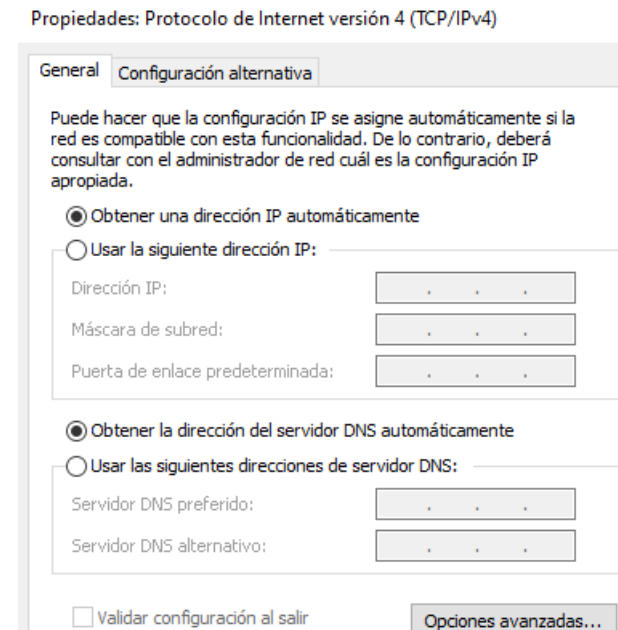 Propiedades: Protocolo de Internet versión 4 (TCP/IPv4)
General
Configuración alternativa
Puede hacer que la configuración IP se asigne automáticamente si la
red es compatible con esta funcionalidad. De lo contrario, deberá
consultar con el administrador de red cuál es la configuración IP
apropiada.
Obtener una dirección IP automáticamente
Usar la siguiente dirección IP:
Dirección IP:
Máscara de subred:
Puerta de enlace predeterminada:
Obtener la dirección del servidor DNS automáticamente
Usar las siguientes direcciones de servidor DNS:
Servidor DNS preferido:
Servidor DNS alternativo:
Validar configuración al salir
Opciones avanzadas...